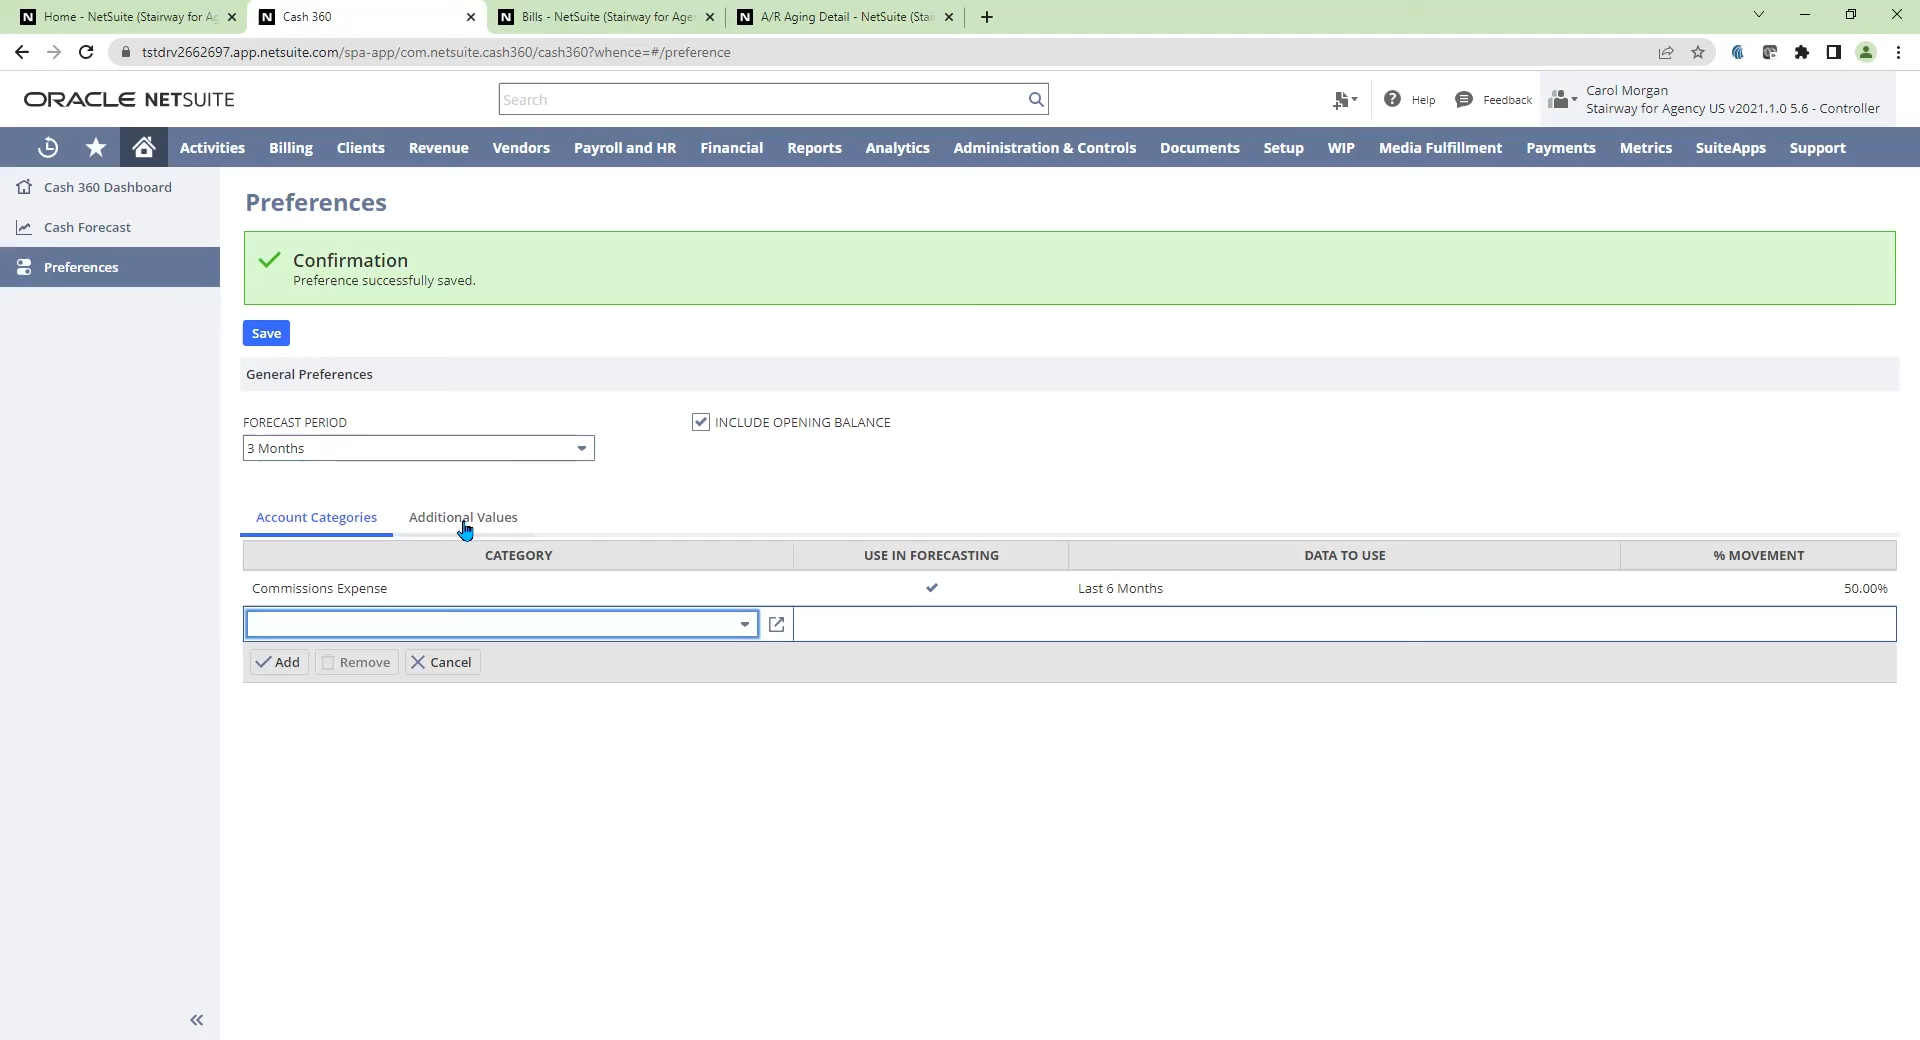 Home - NetSuite (Stairway for Ag
Cash 360
Bills - NetSuite (Stairway for Age
A/R Aging Detail - NetSuite (Stai
tstdrv2662697.app.netsuite.com/spa-app/com.netsuite.cash360/cash360?whence=#/preference
ORACLE NETSUITE
Search
Help
Feedback
Carol Morgan
Stairway for Agency US v2021.1.0 5.6 - Controller
Activities
Billing
Clients
Revenue
Vendors
Payroll and HR
Financial
Reports
Analytics
Administration & Controls
Documents
Setup
WIP
Media Fulfillment
Payments
Metrics
SuiteApps
Support
Cash 360 Dashboard
Cash Forecast
Preferences
Preferences
Confirmation
Preference successfully saved.
Save
General Preferences
FORECAST PERIOD
INCLUDE OPENING BALANCE
3 Months
Account Categories
Additional Values
CATEGORY
USE IN FORECASTING
DATA TO USE
% MOVEMENT
Commissions Expense
Last 6 Months
50.00%
Add
Remove
Cancel